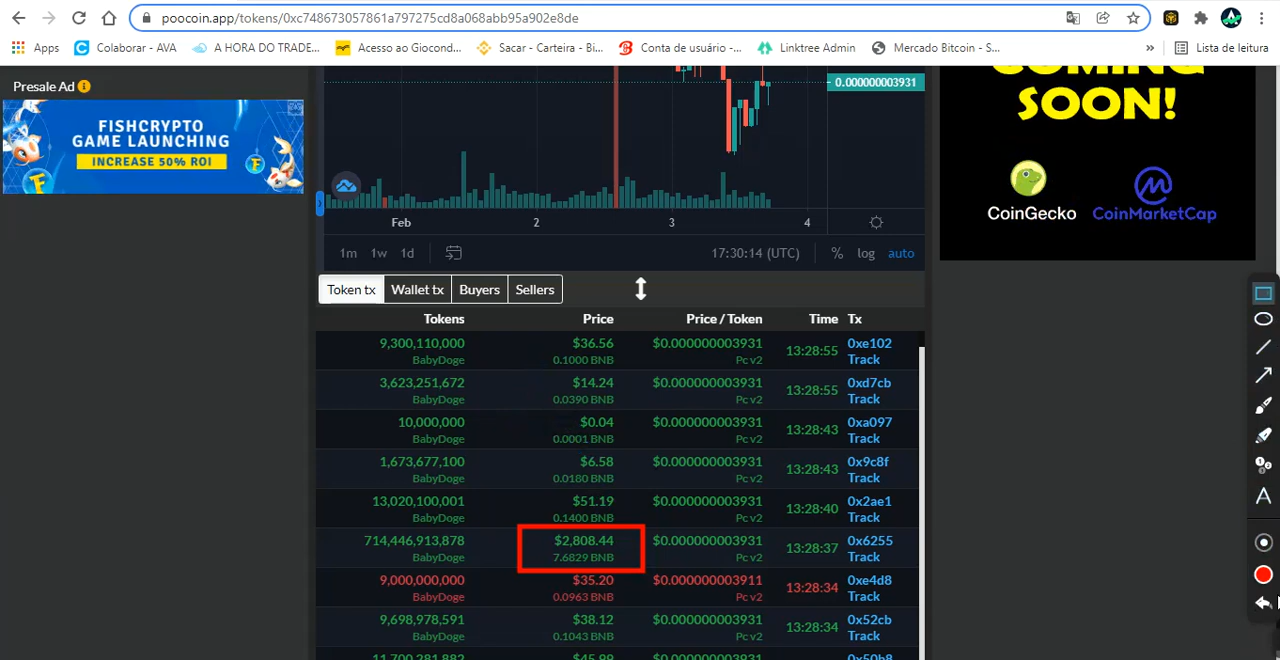 poocoin.app/tokens/0xc748673057861a797275cd8a068abb95a902e8de
Apps
Colaborar - AVA
A HORA DO TRADE...
Acesso ao Giocond...
Sacar - Carteira - Bi...
Conta de usuário -...
Linktree Admin
Mercado Bitcoin - S...
»
Lista de leitura
Presale Ad
FISHCRYPTO
GAME LAUNCHING
INCREASE 50% ROI
0.000000003931
Feb
2
3
4
1m 1w 1d
17:30:14 (UTC)
% log auto
COMING
SOON!
CoinGecko
CoinMarketCap
Token tx
Wallet tx
Buyers
Sellers
Tokens Price Price / Token Time Tx
9,300,110,000 $36.56 $0.000000003931 13:28:55 0xe102
BabyDoge 0.1000 BNB Pc v2 Track
3,623,251,672 $14.24 $0.000000003931 13:28:55 0xd7cb
BabyDoge 0.0390 BNB Pc v2 Track
10,000,000 $0.04 $0.000000003931 13:28:43 0xa097
BabyDoge 0.0001 BNB Pc v2 Track
1,673,677,100 $6.58 $0.000000003931 13:28:43 0x9c8f
BabyDoge 0.0180 BNB Pc v2 Track
13,020,100,001 $51.19 $0.000000003931 13:28:40 0x2ae1
BabyDoge 0.1400 BNB Pc v2 Track
714,446,913,878 $2,808.44 $0.000000003931 13:28:37 0x6255
BabyDoge 7.6829 BNB Pc v2 Track
9,000,000,000 $35.20 $0.000000003911 13:28:34 0xe4d8
BabyDoge 0.0963 BNB Pc v2 Track
9,698,978,591 $38.12 $0.000000003931 13:28:34 0x52cb
BabyDoge 0.1043 BNB Pc v2 Track
11,700,281,882 $45.99 $0.000000003931 0x50b8